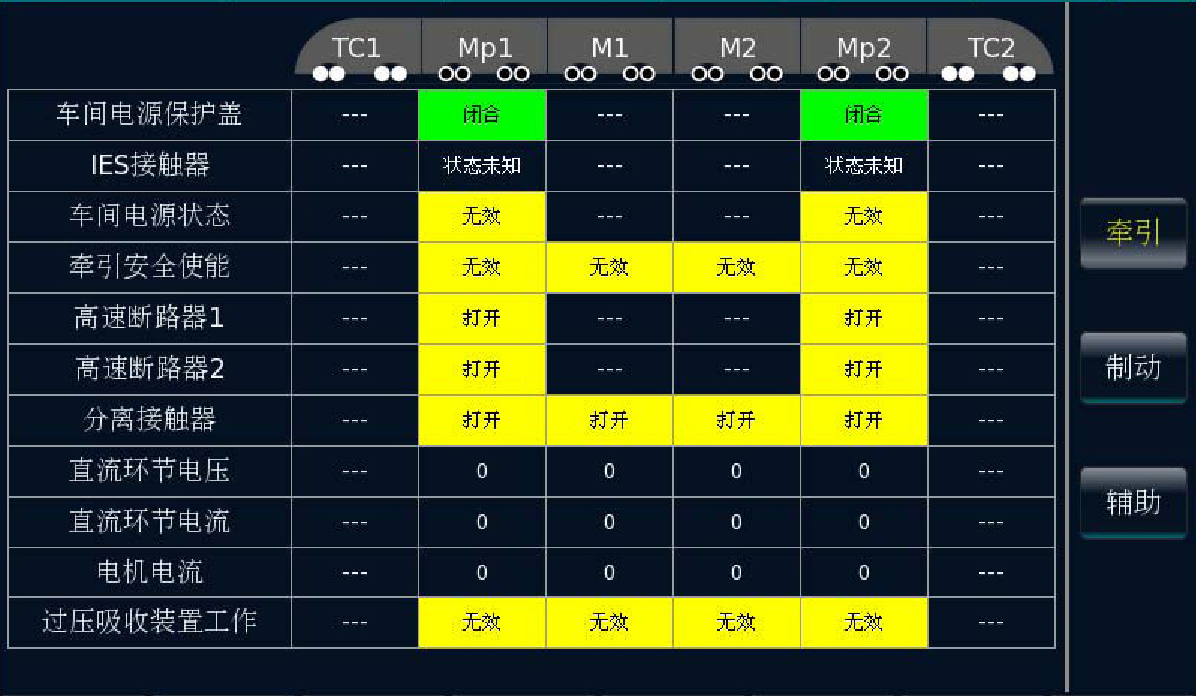 TC1 Mp1 M1 M2 Mp2 TC2
车间电源保护盖 --- 闭合 --- --- 闭合 ---
IES接触器 --- 状态未知 --- --- 状态未知 ---
车间电源状态 --- 无效 --- --- 无效 ---
牵引安全使能 --- 无效 无效 无效 无效 ---
高速断路器1 --- 打开 --- --- 打开 ---
高速断路器2 --- 打开 --- --- 打开 ---
分离接触器 --- 打开 打开 打开 打开 ---
直流环节电压 --- 0 0 0 0 ---
直流环节电流 --- 0 0 0 0 ---
电机电流 --- 0 0 0 0 ---
过压吸收装置工作 --- 无效 无效 无效 无效 ---
牵引
制动
辅助